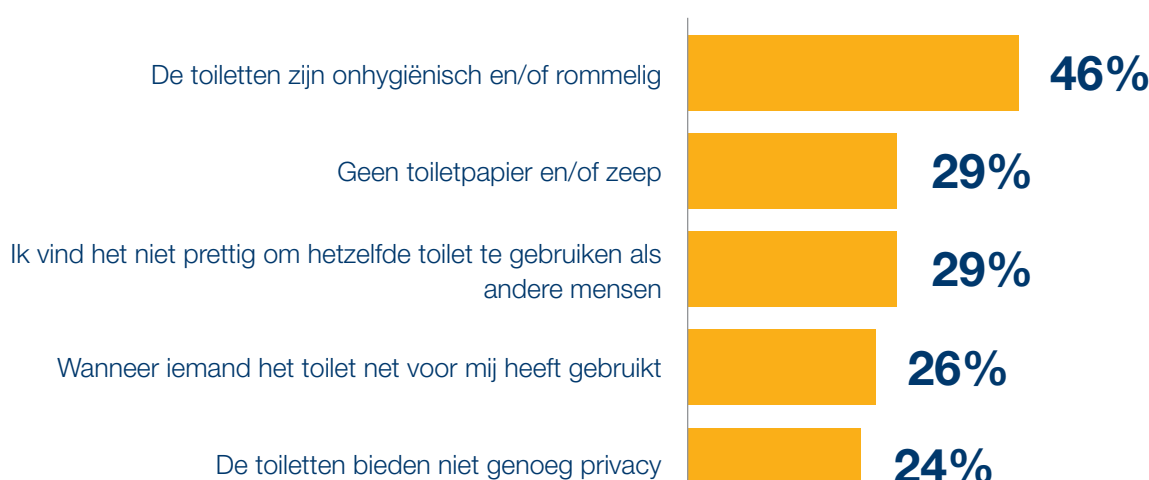 De toiletten zijn onhygiënisch en/of rommelig
46%
Geen toiletpapier en/of zeep
29%
Ik vind het niet prettig om hetzelfde toilet te gebruiken als
andere mensen
29%
Wanneer iemand het toilet net voor mij heeft gebruikt
26%
De toiletten bieden niet genoeg privacy
24%